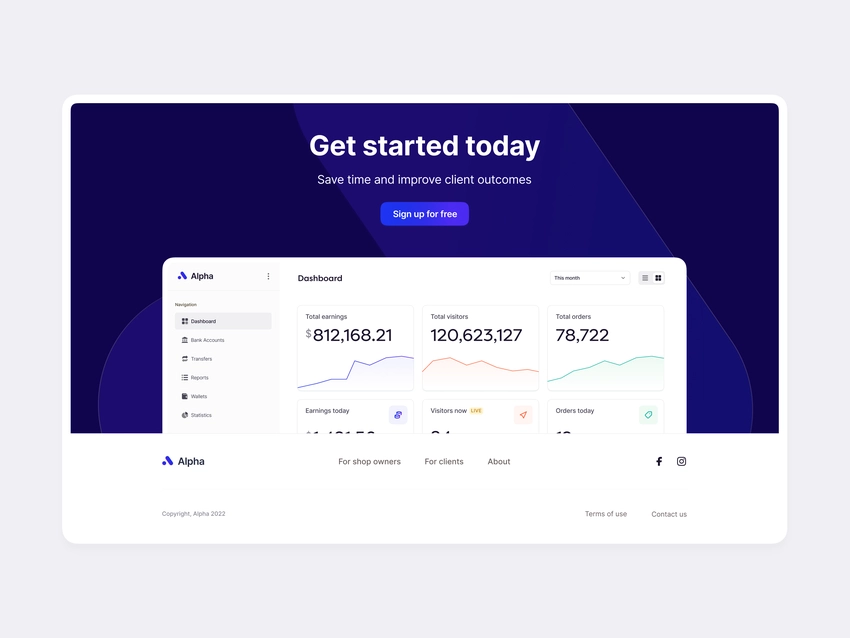 Get started today
Save time and improve client outcomes
Sign up for free
Alpha
Navigation
Dashboard
Bank Accounts
Transfers
Reports
Wallets
Statistics
Dashboard
This month
Total earnings
$812,168.21
Total visitors
120,623,127
Total orders
78,722
Earnings today
Visitors now LIVE
Orders today
Alpha
For shop owners
For clients
About
Copyright, Alpha 2022
Terms of use
Contact us